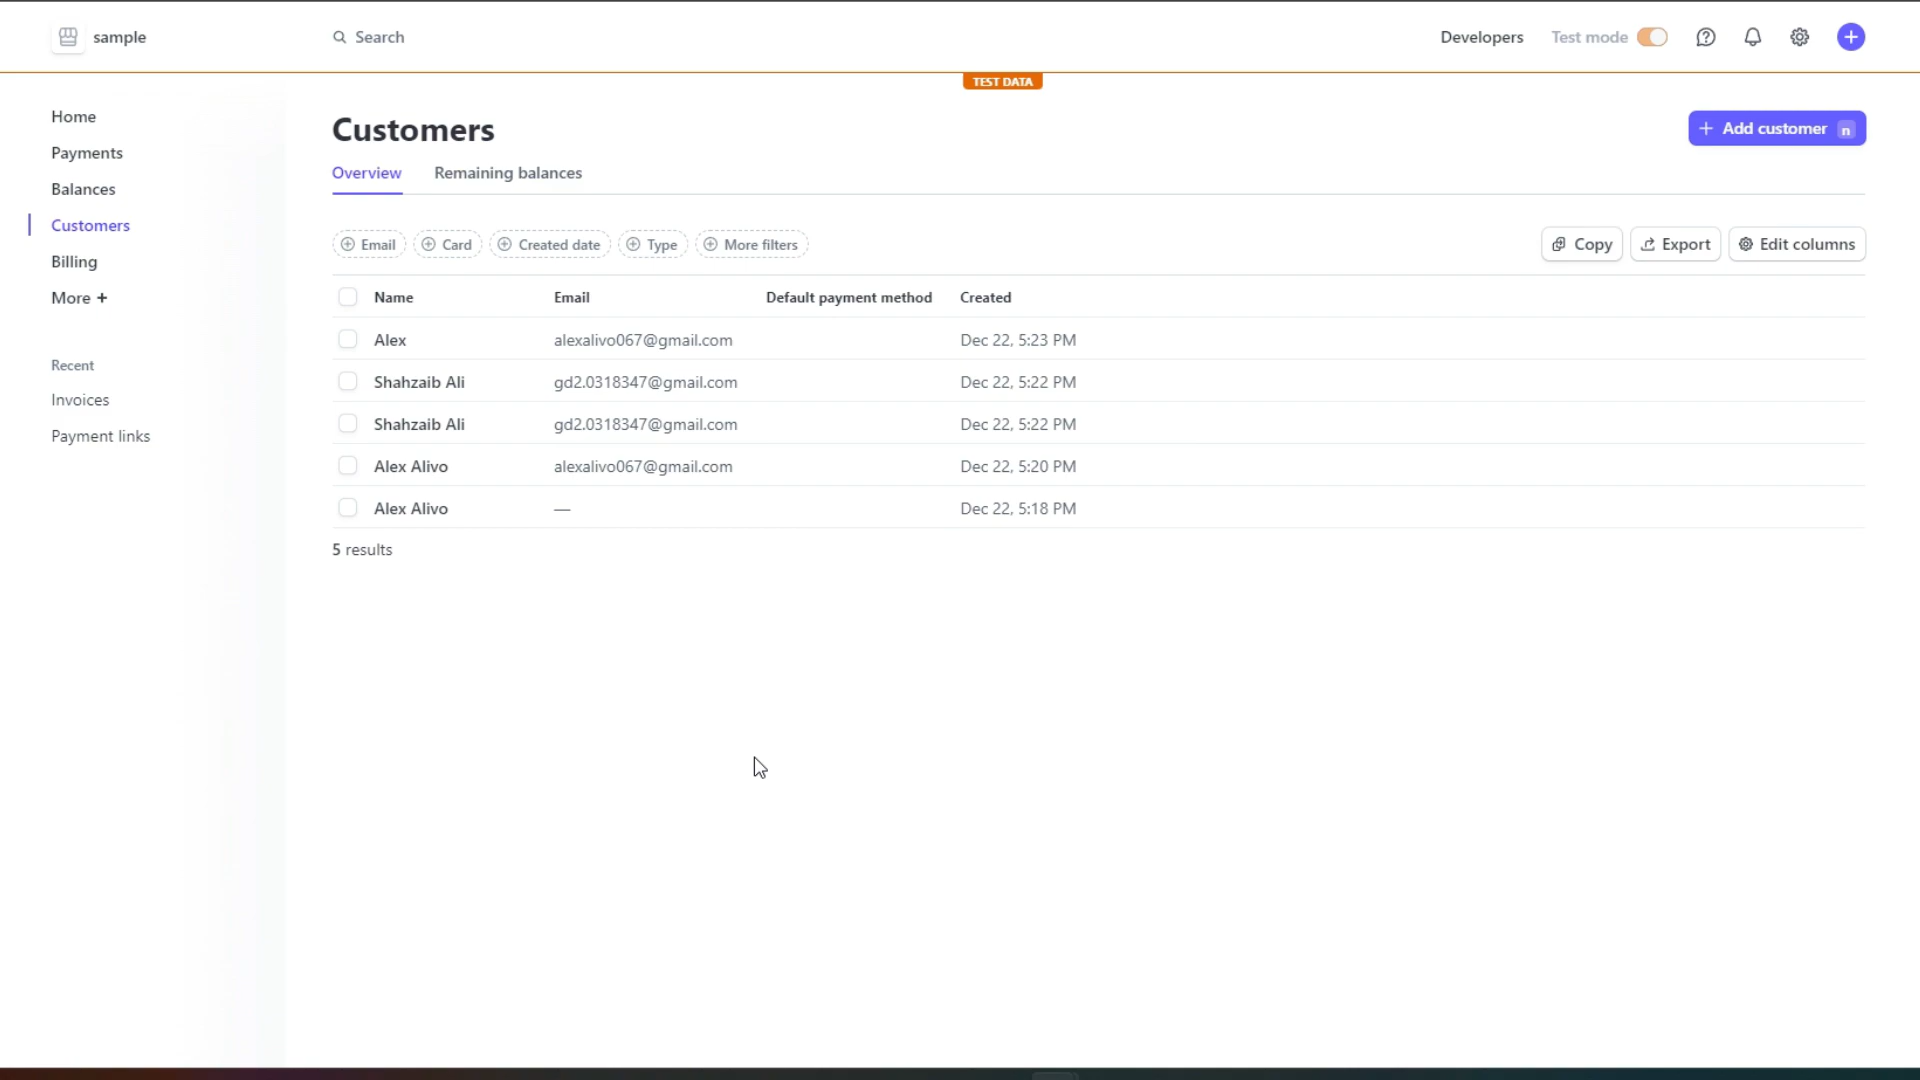 sample
Search
Developers
Test mode
TEST DATA
Home
Payments
Balances
Customers
Billing
More +
Recent
Invoices
Payment links
Customers
+ Add customer n
Overview
Remaining balances
Email
Card
Created date
Type
More filters
Copy
Export
Edit columns
Name Email Default payment method Created
Alex alexalivo067@gmail.com Dec 22, 5:23 PM
Shahzaib Ali gd2.0318347@gmail.com Dec 22, 5:22 PM
Shahzaib Ali gd2.0318347@gmail.com Dec 22, 5:22 PM
Alex Alivo alexalivo067@gmail.com Dec 22, 5:20 PM
Alex Alivo — Dec 22, 5:18 PM
5 results